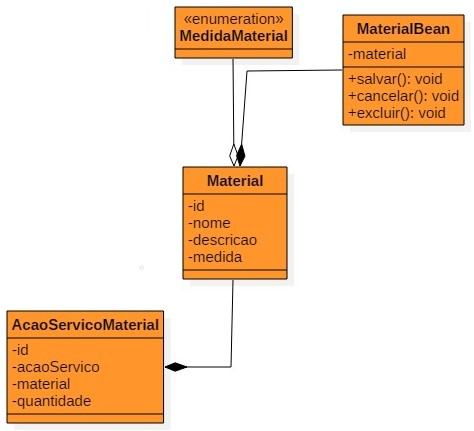 «enumeration»
MedidaMaterial
MaterialBean
-material
+salvar(): void
+cancelar(): void
+excluir(): void
Material
-id
-nome
-descricao
-medida
AcaoServicoMaterial
-id
-acaoServico
-material
-quantidade